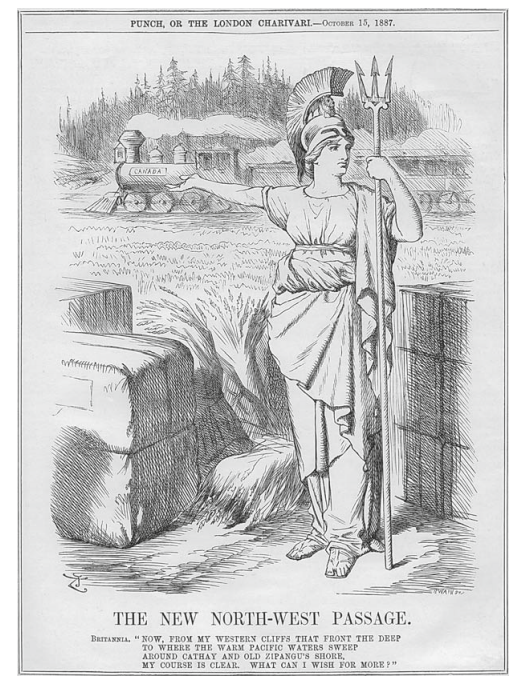 PUNCH, OR THE LONDON CHARIVARI.—October 15, 1887.
CANADA
THE NEW NORTH-WEST PASSAGE.
Britannia. "NOW, FROM MY WESTERN CLIFFS THAT FRONT THE DEEP
TO WHERE THE WARM PACIFIC WATERS SWEEP
AROUND CATHAY AND OLD ZIPANGU'S SHORE,
MY COURSE IS CLEAR. WHAT CAN I WISH FOR MORE?"